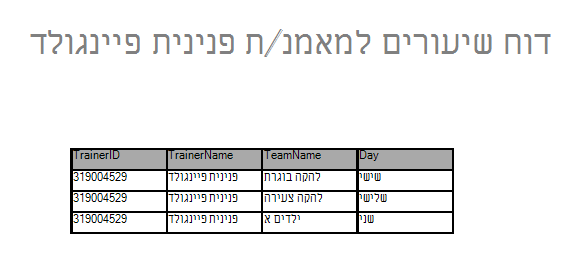 דוח שיעורים למאמנ/ת פנינית פיינגולד
TrainerID TrainerName TeamName Day
319004529 פנינית פיינגולד להקה בוגרת שישי
319004529 פנינית פיינגולד להקה צעירה שלישי
319004529 פנינית פיינגולד ילדים א שני